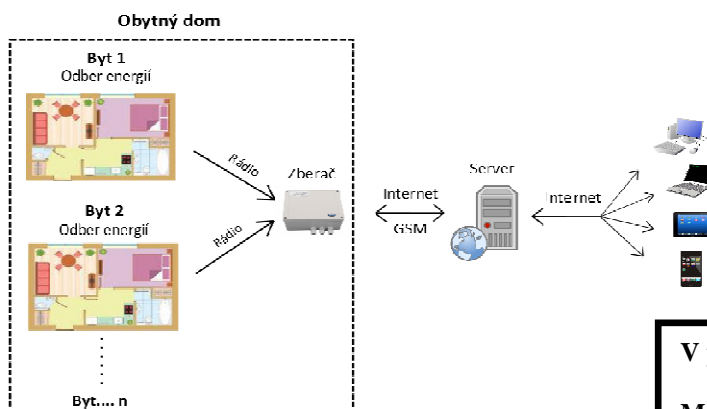 Obytný dom
Byt 1
Odber energií
Rádio
Zberač
Byt 2
Odber energií
Rádio
Internet
GSM
Server
Internet
Byt.... n
V